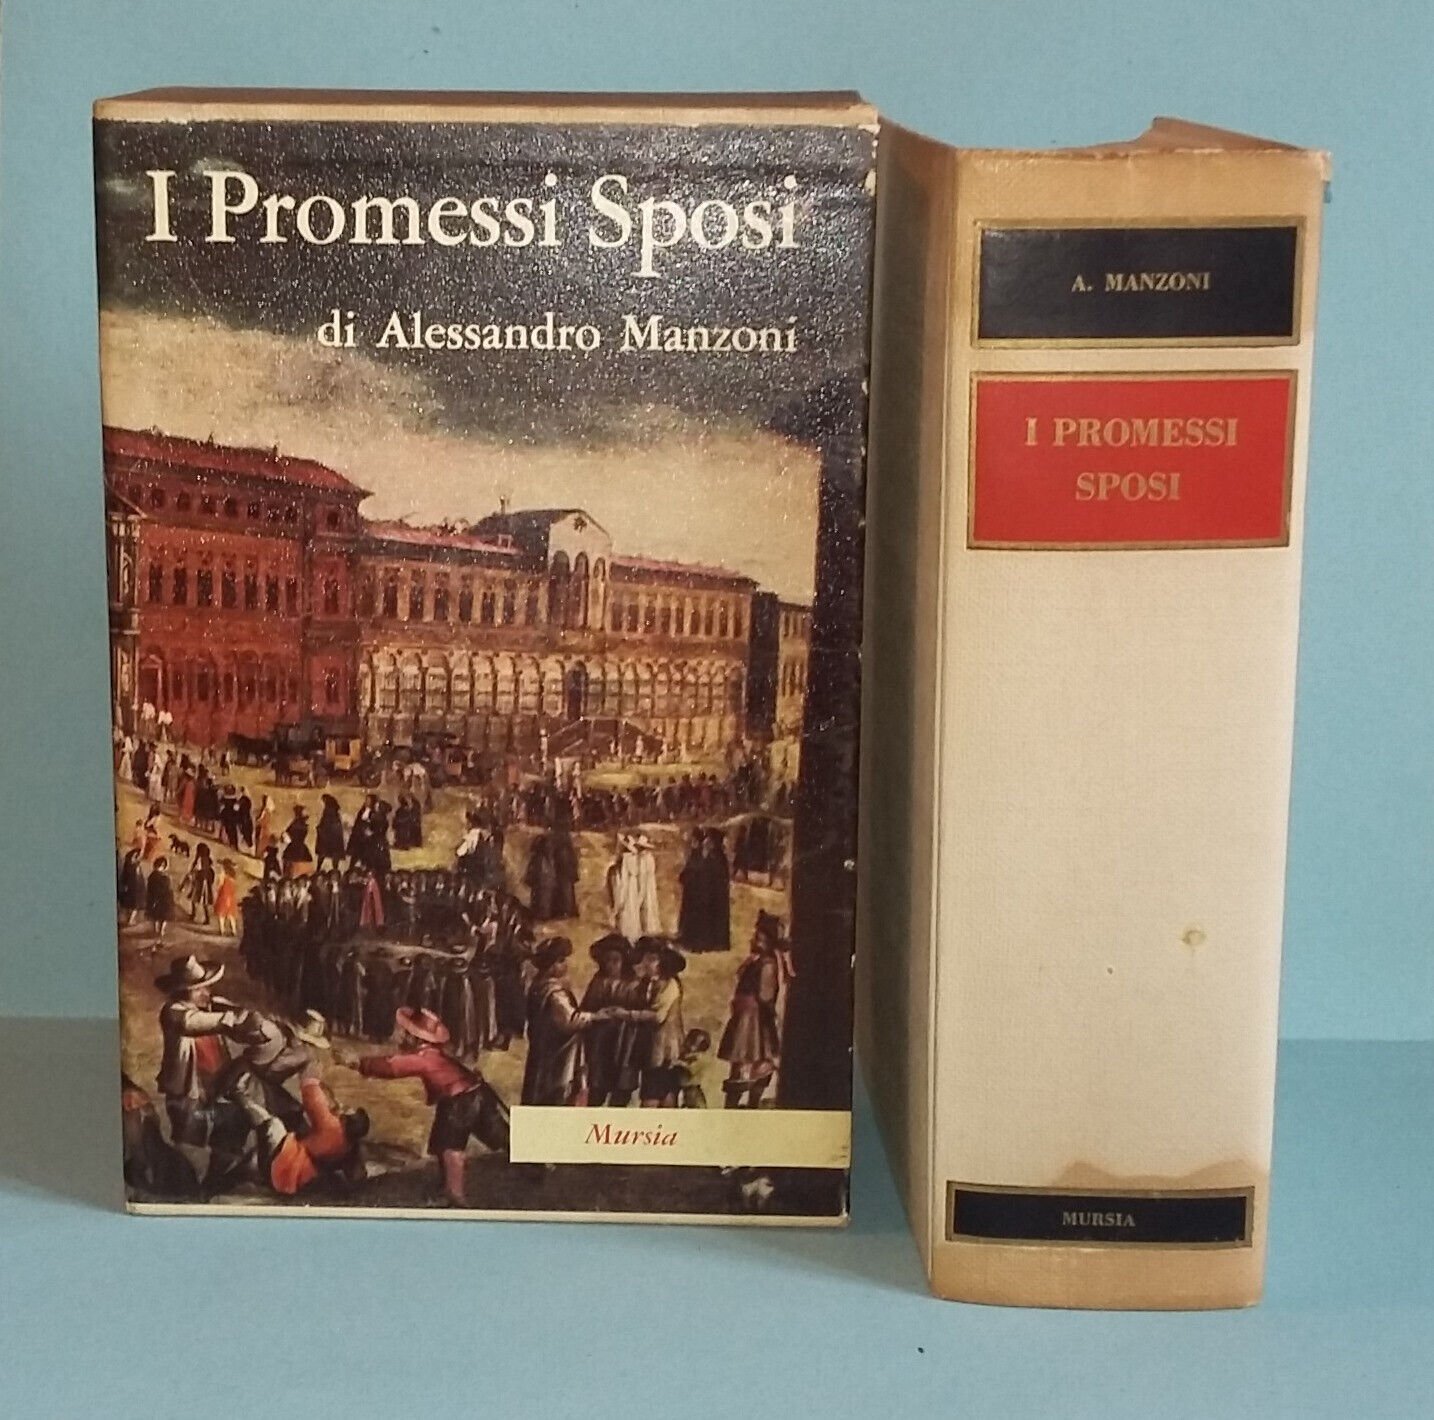 I Promessi Sposi
di Alessandro Manzoni
Mursia
A. MANZONI
I PROMESSI
SPOSI
MURSIA